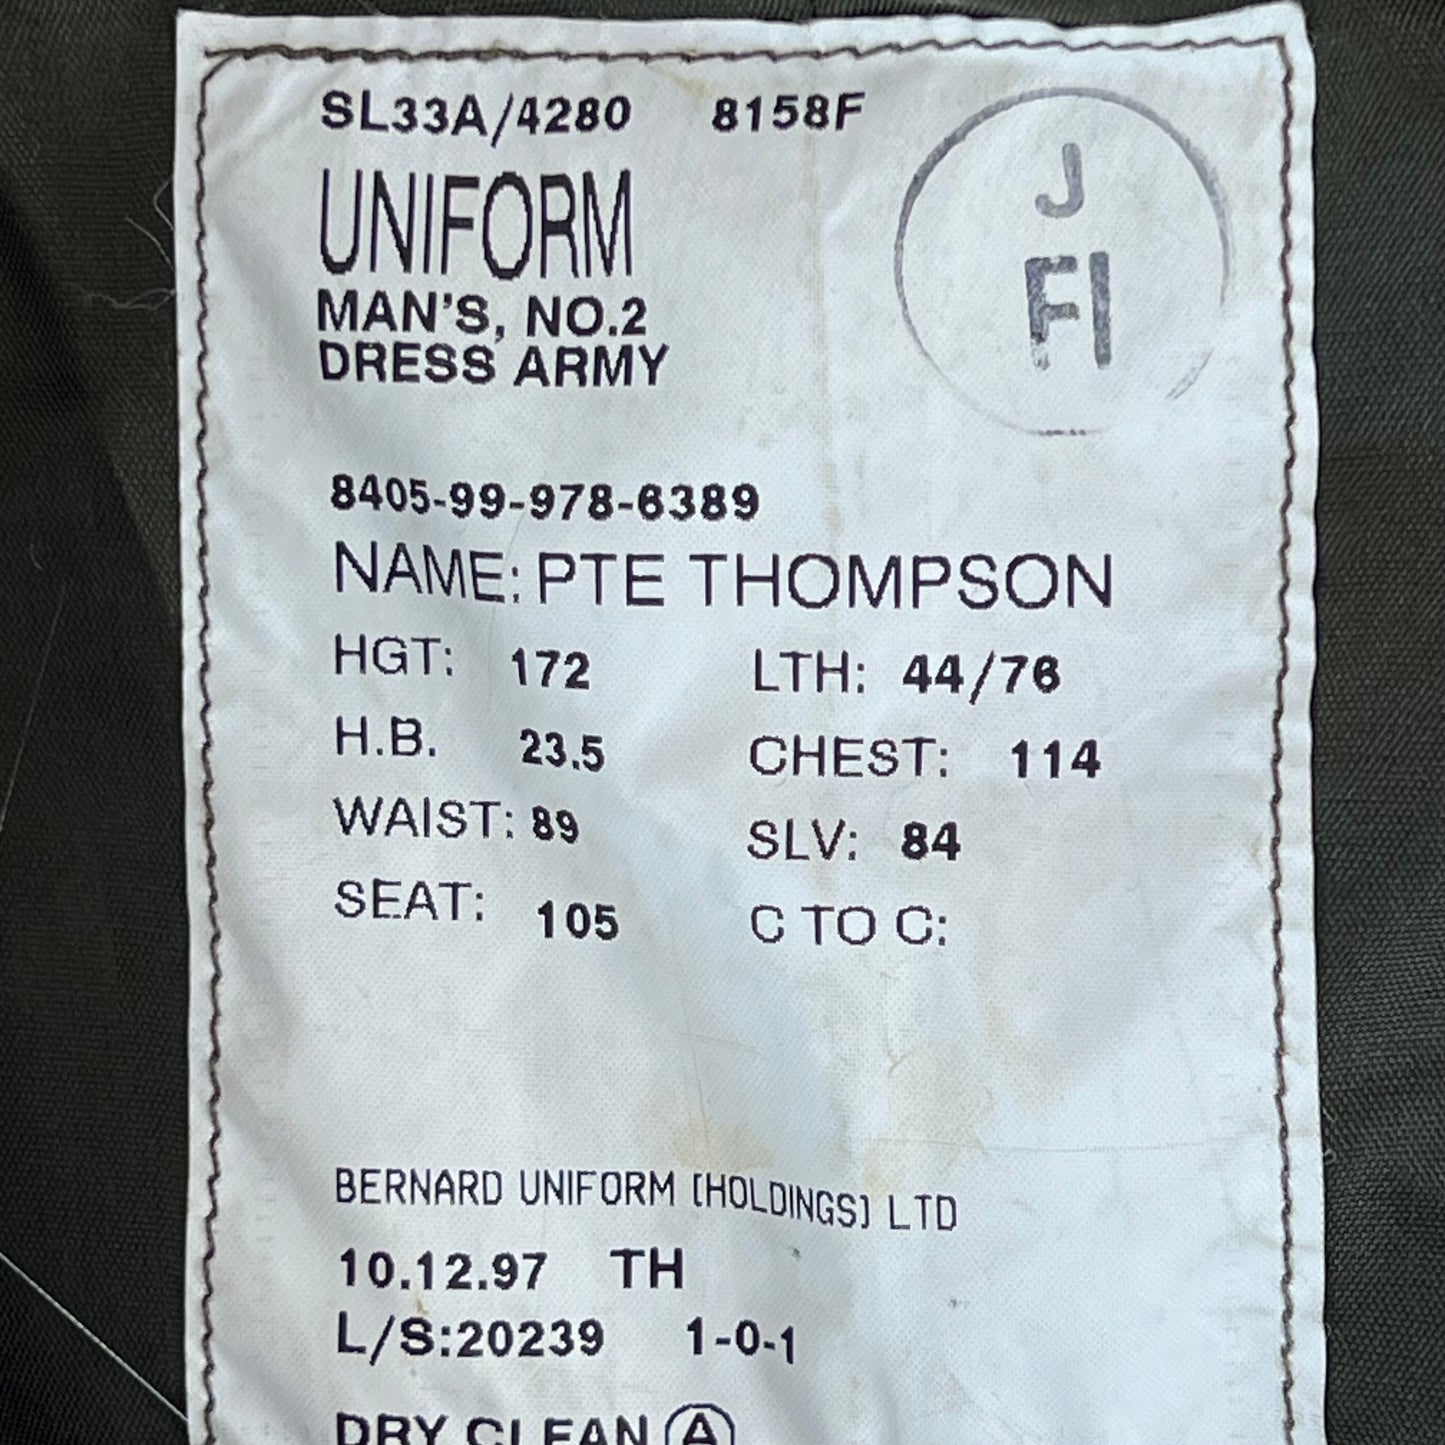 SL33A/4280 8158F
J
FI
UNIFORM
MAN'S, NO.2
DRESS ARMY
8405-99-978-6389
NAME: PTE THOMPSON
HGT: 172 LTH: 44/76
H.B. 23.5 CHEST: 114
WAIST: 89 SLV: 84
SEAT: 105 C TO C:
BERNARD UNIFORM (HOLDINGS) LTD
10.12.97 TH
L/S:20239 1-0-1
DRY CLEAN Ⓐ